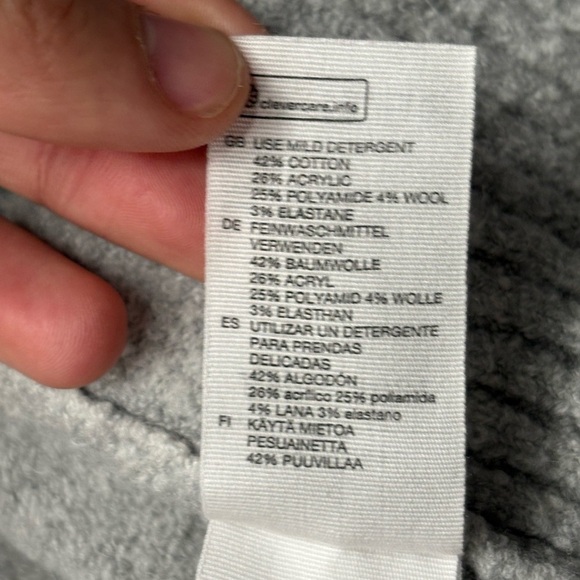 clevercare.info
GB USE MILD DETERGENT
42% COTTON
26% ACRYLIC
25% POLYAMIDE 4% WOOL
3% ELASTANE
DE FEINWASCHMITTEL
VERWENDEN
42% BAUMWOLLE
26% ACRYL
25% POLYAMID 4% WOLLE
3% ELASTHAN
ES UTILIZAR UN DETERGENTE
PARA PRENDAS
DELICADAS
42% ALGODÓN
26% acrílico 25% poliamida
4% LANA 3% elastano
FI KÄYTÄ MIETOA
PESUAINETTA
42% PUUVILLAA